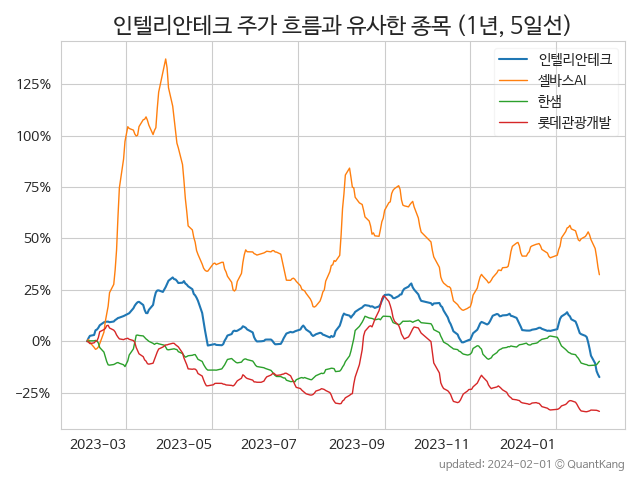 인텔리안테크 주가 흐름과 유사한 종목 (1년, 5일선)
인텔리안테크
셀바스AI
한샘
롯데관광개발
125%
100%
75%
50%
25%
0%
−25%
2023-03 2023-05 2023-07 2023-09 2023-11 2024-01
updated: 2024-02-01 © QuantKang